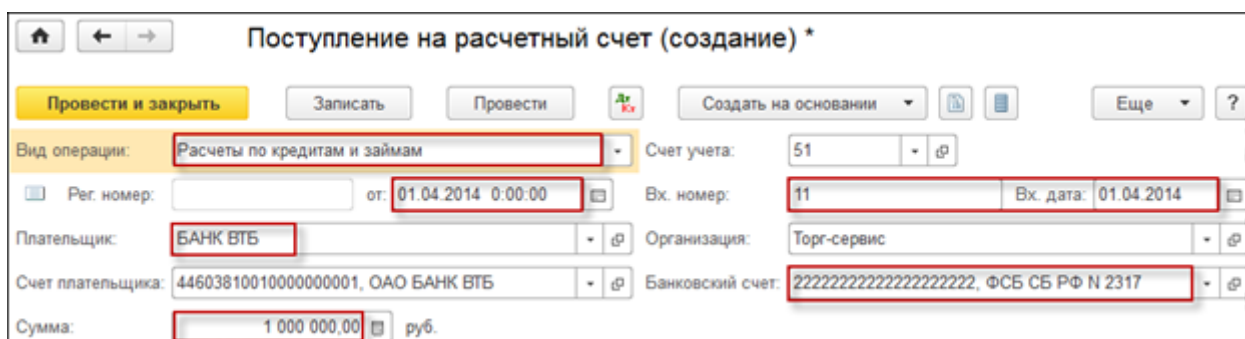 Поступление на расчетный счет (создание) *
Провести и закрыть Записать Провести Дт Кт Создать на основании Еще ?
Вид операции: Расчеты по кредитам и займам Счет учета: 51
Рег. номер: от: 01.04.2014 0:00:00 Вх. номер: 11 Вх. дата: 01.04.2014
Плательщик: БАНК ВТБ Организация: Торг-сервис
Счет плательщика: 44603810010000000001, ОАО БАНК ВТБ Банковский счет: 22222222222222222222, ФСБ СБ РФ N 2317
Сумма: 1 000 000,00 руб.